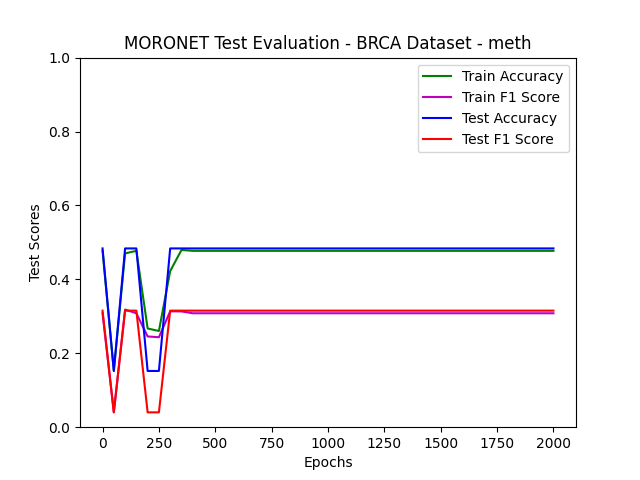 MORONET Test Evaluation - BRCA Dataset - meth
Train Accuracy
Train F1 Score
Test Accuracy
Test F1 Score
Test Scores
1.0
0.8
0.6
0.4
0.2
0.0
0 250 500 750 1000 1250 1500 1750 2000
Epochs